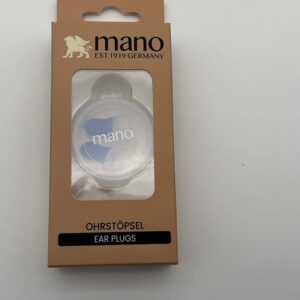 mano
EST.1919 GERMANY
mano
OHRSTÖPSEL
EAR PLUGS